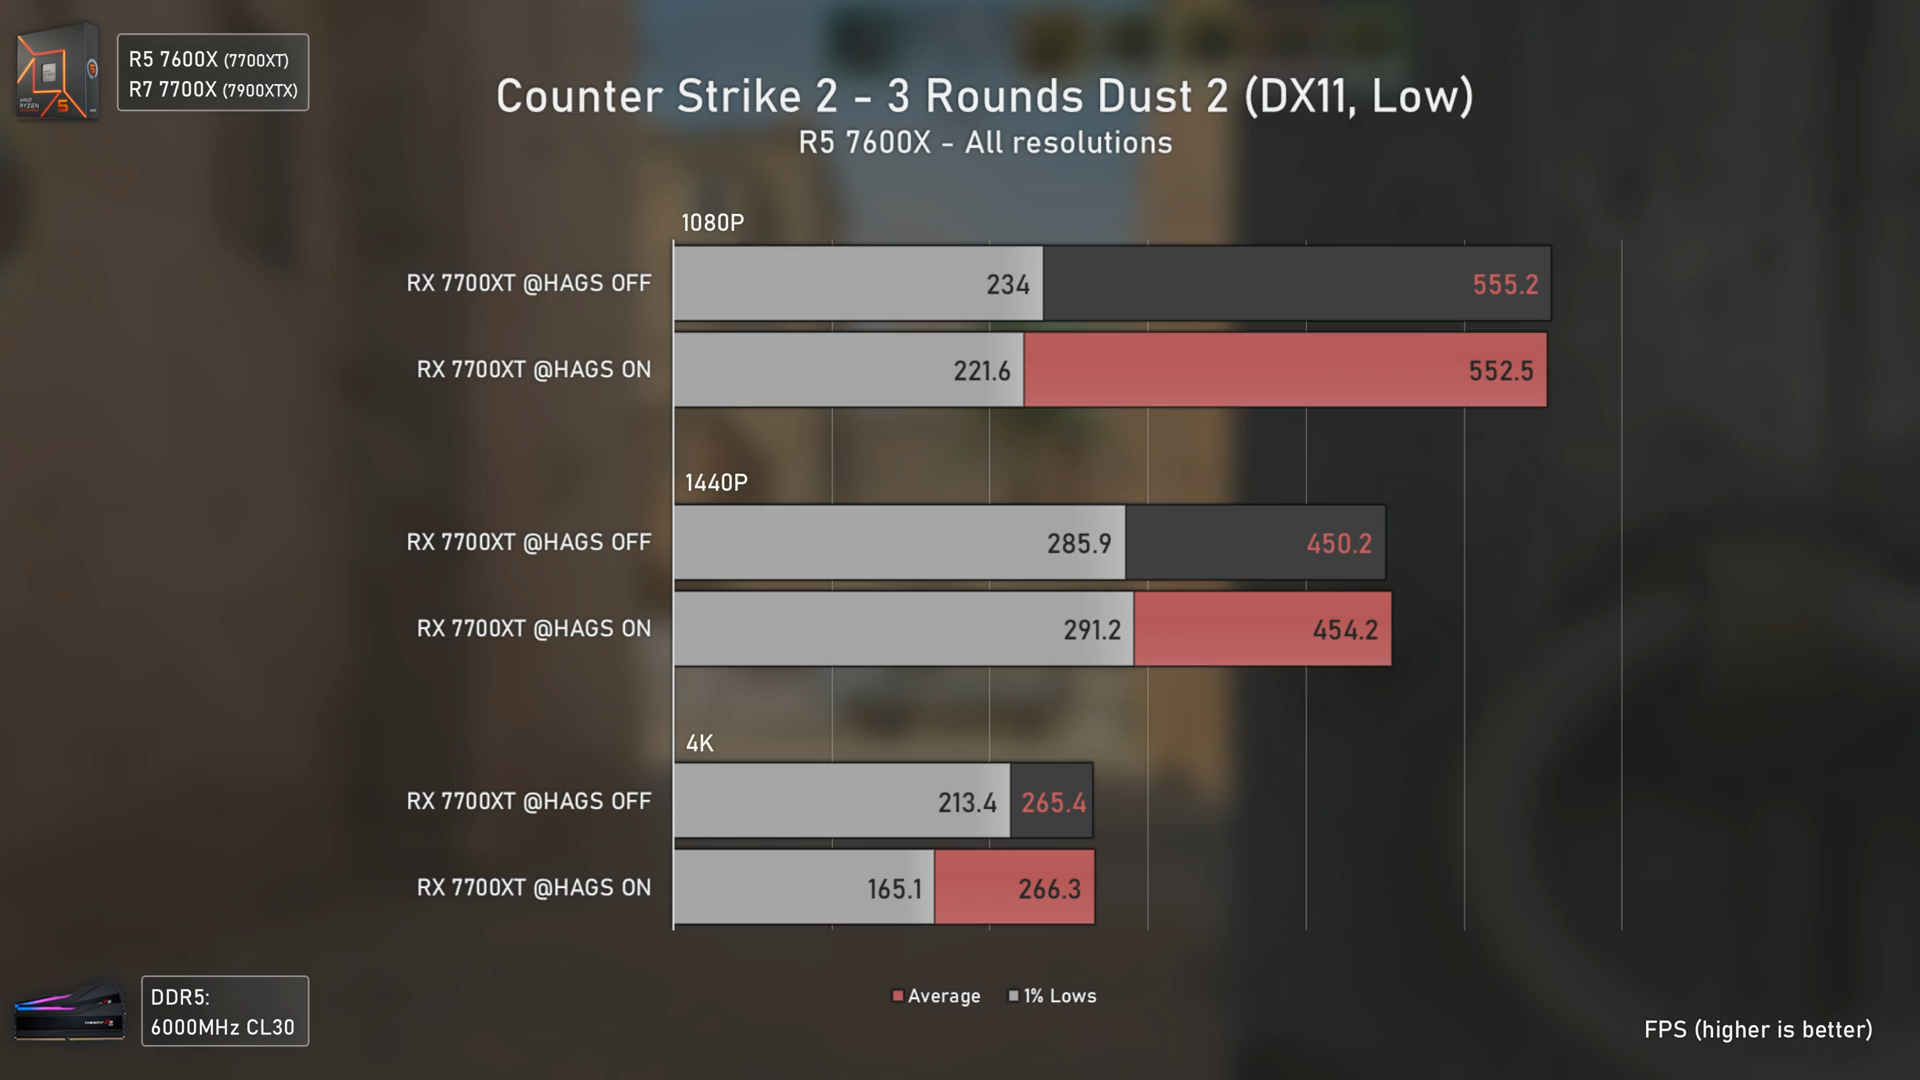 R5 7600X (7700XT)
R7 7700X (7900XTX)
Counter Strike 2 - 3 Rounds Dust 2 (DX11, Low)
R5 7600X - All resolutions
1080P
RX 7700XT @HAGS OFF
234
555.2
RX 7700XT @HAGS ON
221.6
552.5
1440P
RX 7700XT @HAGS OFF
285.9
450.2
RX 7700XT @HAGS ON
291.2
454.2
4K
RX 7700XT @HAGS OFF
213.4
265.4
RX 7700XT @HAGS ON
165.1
266.3
Average
1% Lows
DDR5:
6000MHz CL30
FPS (higher is better)